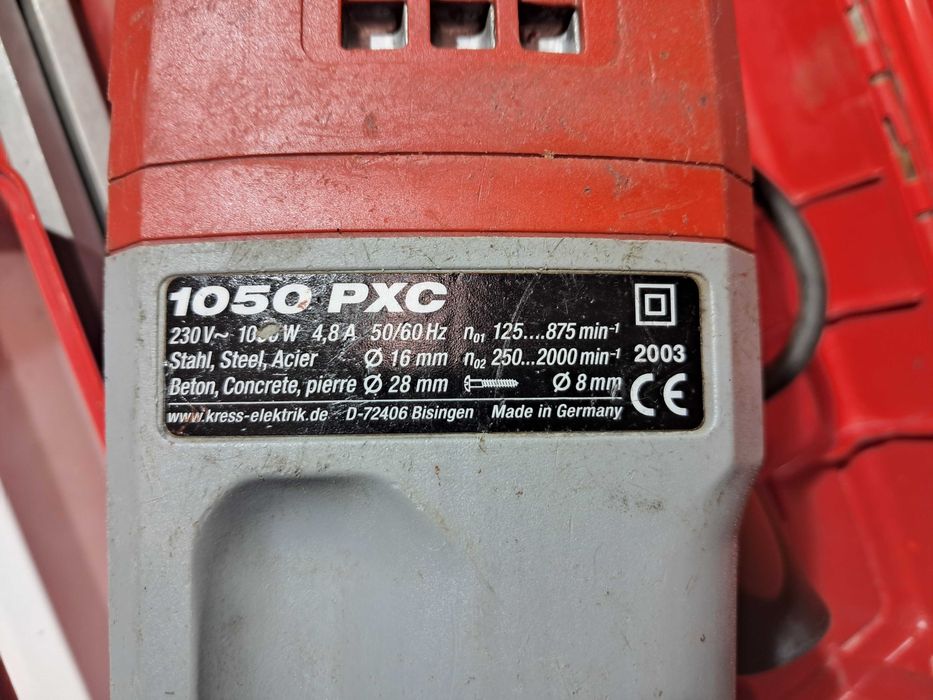 1050 PXC
230 V~ W 4,8 A 50/60 Hz n01 125....875 min-1
Stahl, Steel, Acier Ø 16 mm n02 250...2000 min-1
Beton, Concrete, pierre Ø 28 mm Ø 8 mm
www.kress-elektrik.de D-72406 Bisingen Made in Germany
2003
CE